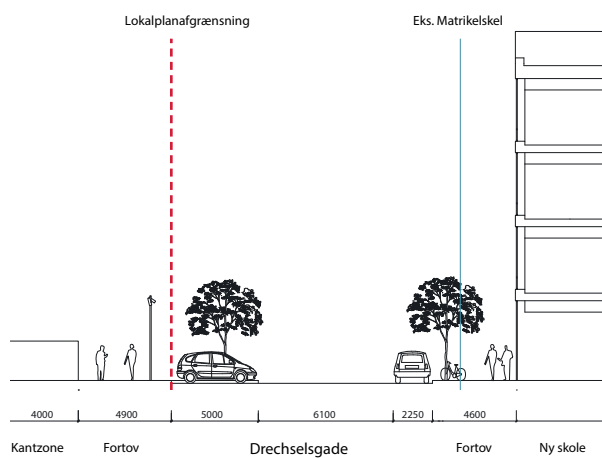 Lokalplanafgrænsning Eks. Matrikelskel
4000 4900 5000 6100 2250 4600
Kantzone Fortov Drechselsgade Fortov Ny skole